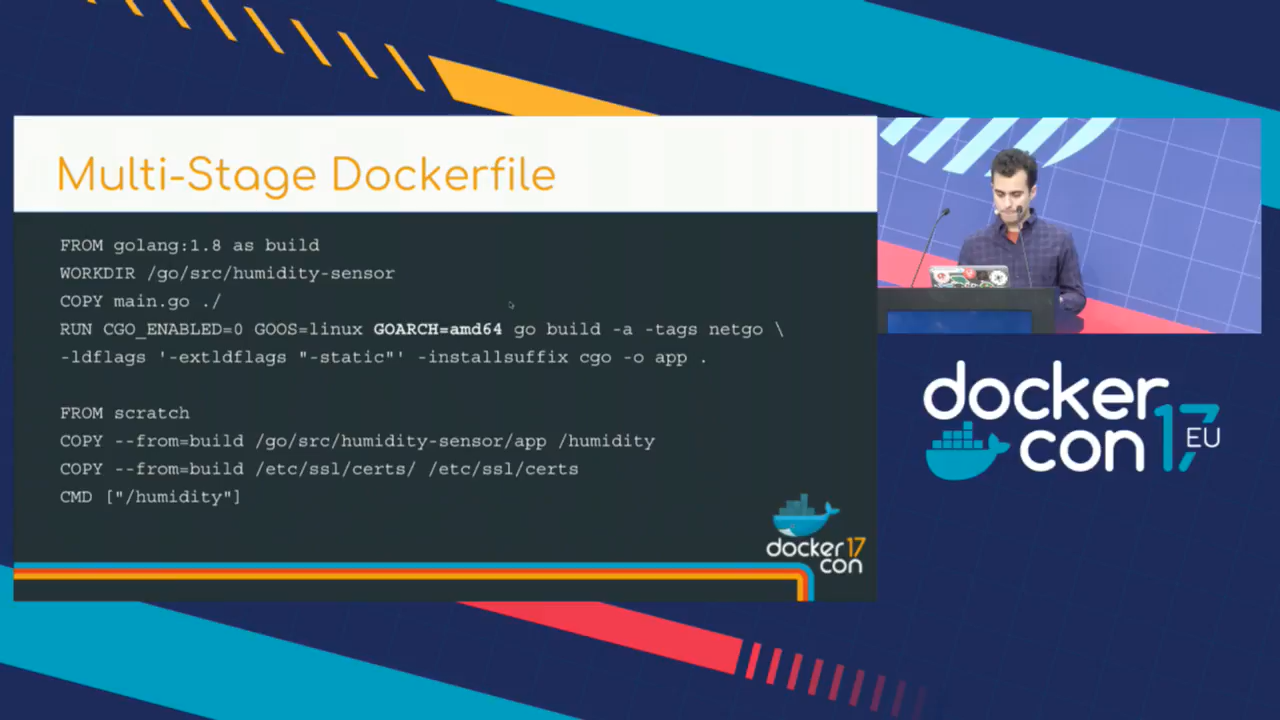 Multi-Stage Dockerfile
FROM golang:1.8 as build
WORKDIR /go/src/humidity-sensor
COPY main.go ./
RUN CGO_ENABLED=0 GOOS=linux GOARCH=amd64 go build -a -tags netgo \
-ldflags '-extldflags "-static"' -installsuffix cgo -o app .
FROM scratch
COPY --from=build /go/src/humidity-sensor/app /humidity
COPY --from=build /etc/ssl/certs/ /etc/ssl/certs
CMD ["/humidity"]
docker17
con
docker
con 17 EU